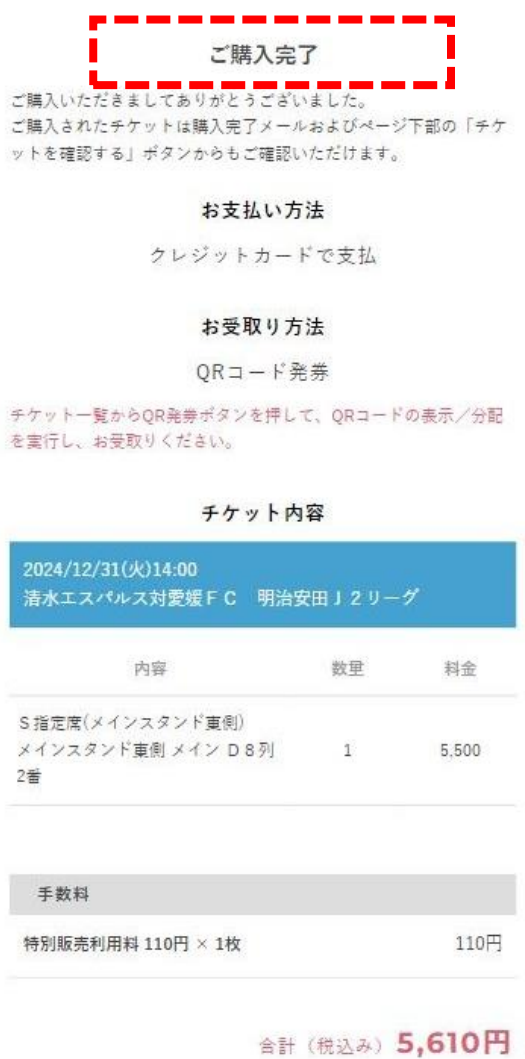 ご購入完了
ご購入いただきましてありがとうございました。
ご購入されたチケットは購入完了メールおよびページ下部の「チケ
ットを確認する」ボタンからもご確認いただけます。
お支払い方法
クレジットカードで支払
お受取り方法
QRコード発券
チケット一覧からQR発券ボタンを押して、QRコードの表示／分配
を実行し、お受取りください。
チケット内容
2024/12/31(火)14:00
清水エスパルス対愛媛ＦＣ　明治安田Ｊ２リーグ
内容 数量 料金
Ｓ指定席(メインスタンド東側)
メインスタンド東側 メイン Ｄ８列 1 5,500
2番
手数料
特別販売利用料 110円 × 1枚 110円
合計（税込み）5,610円